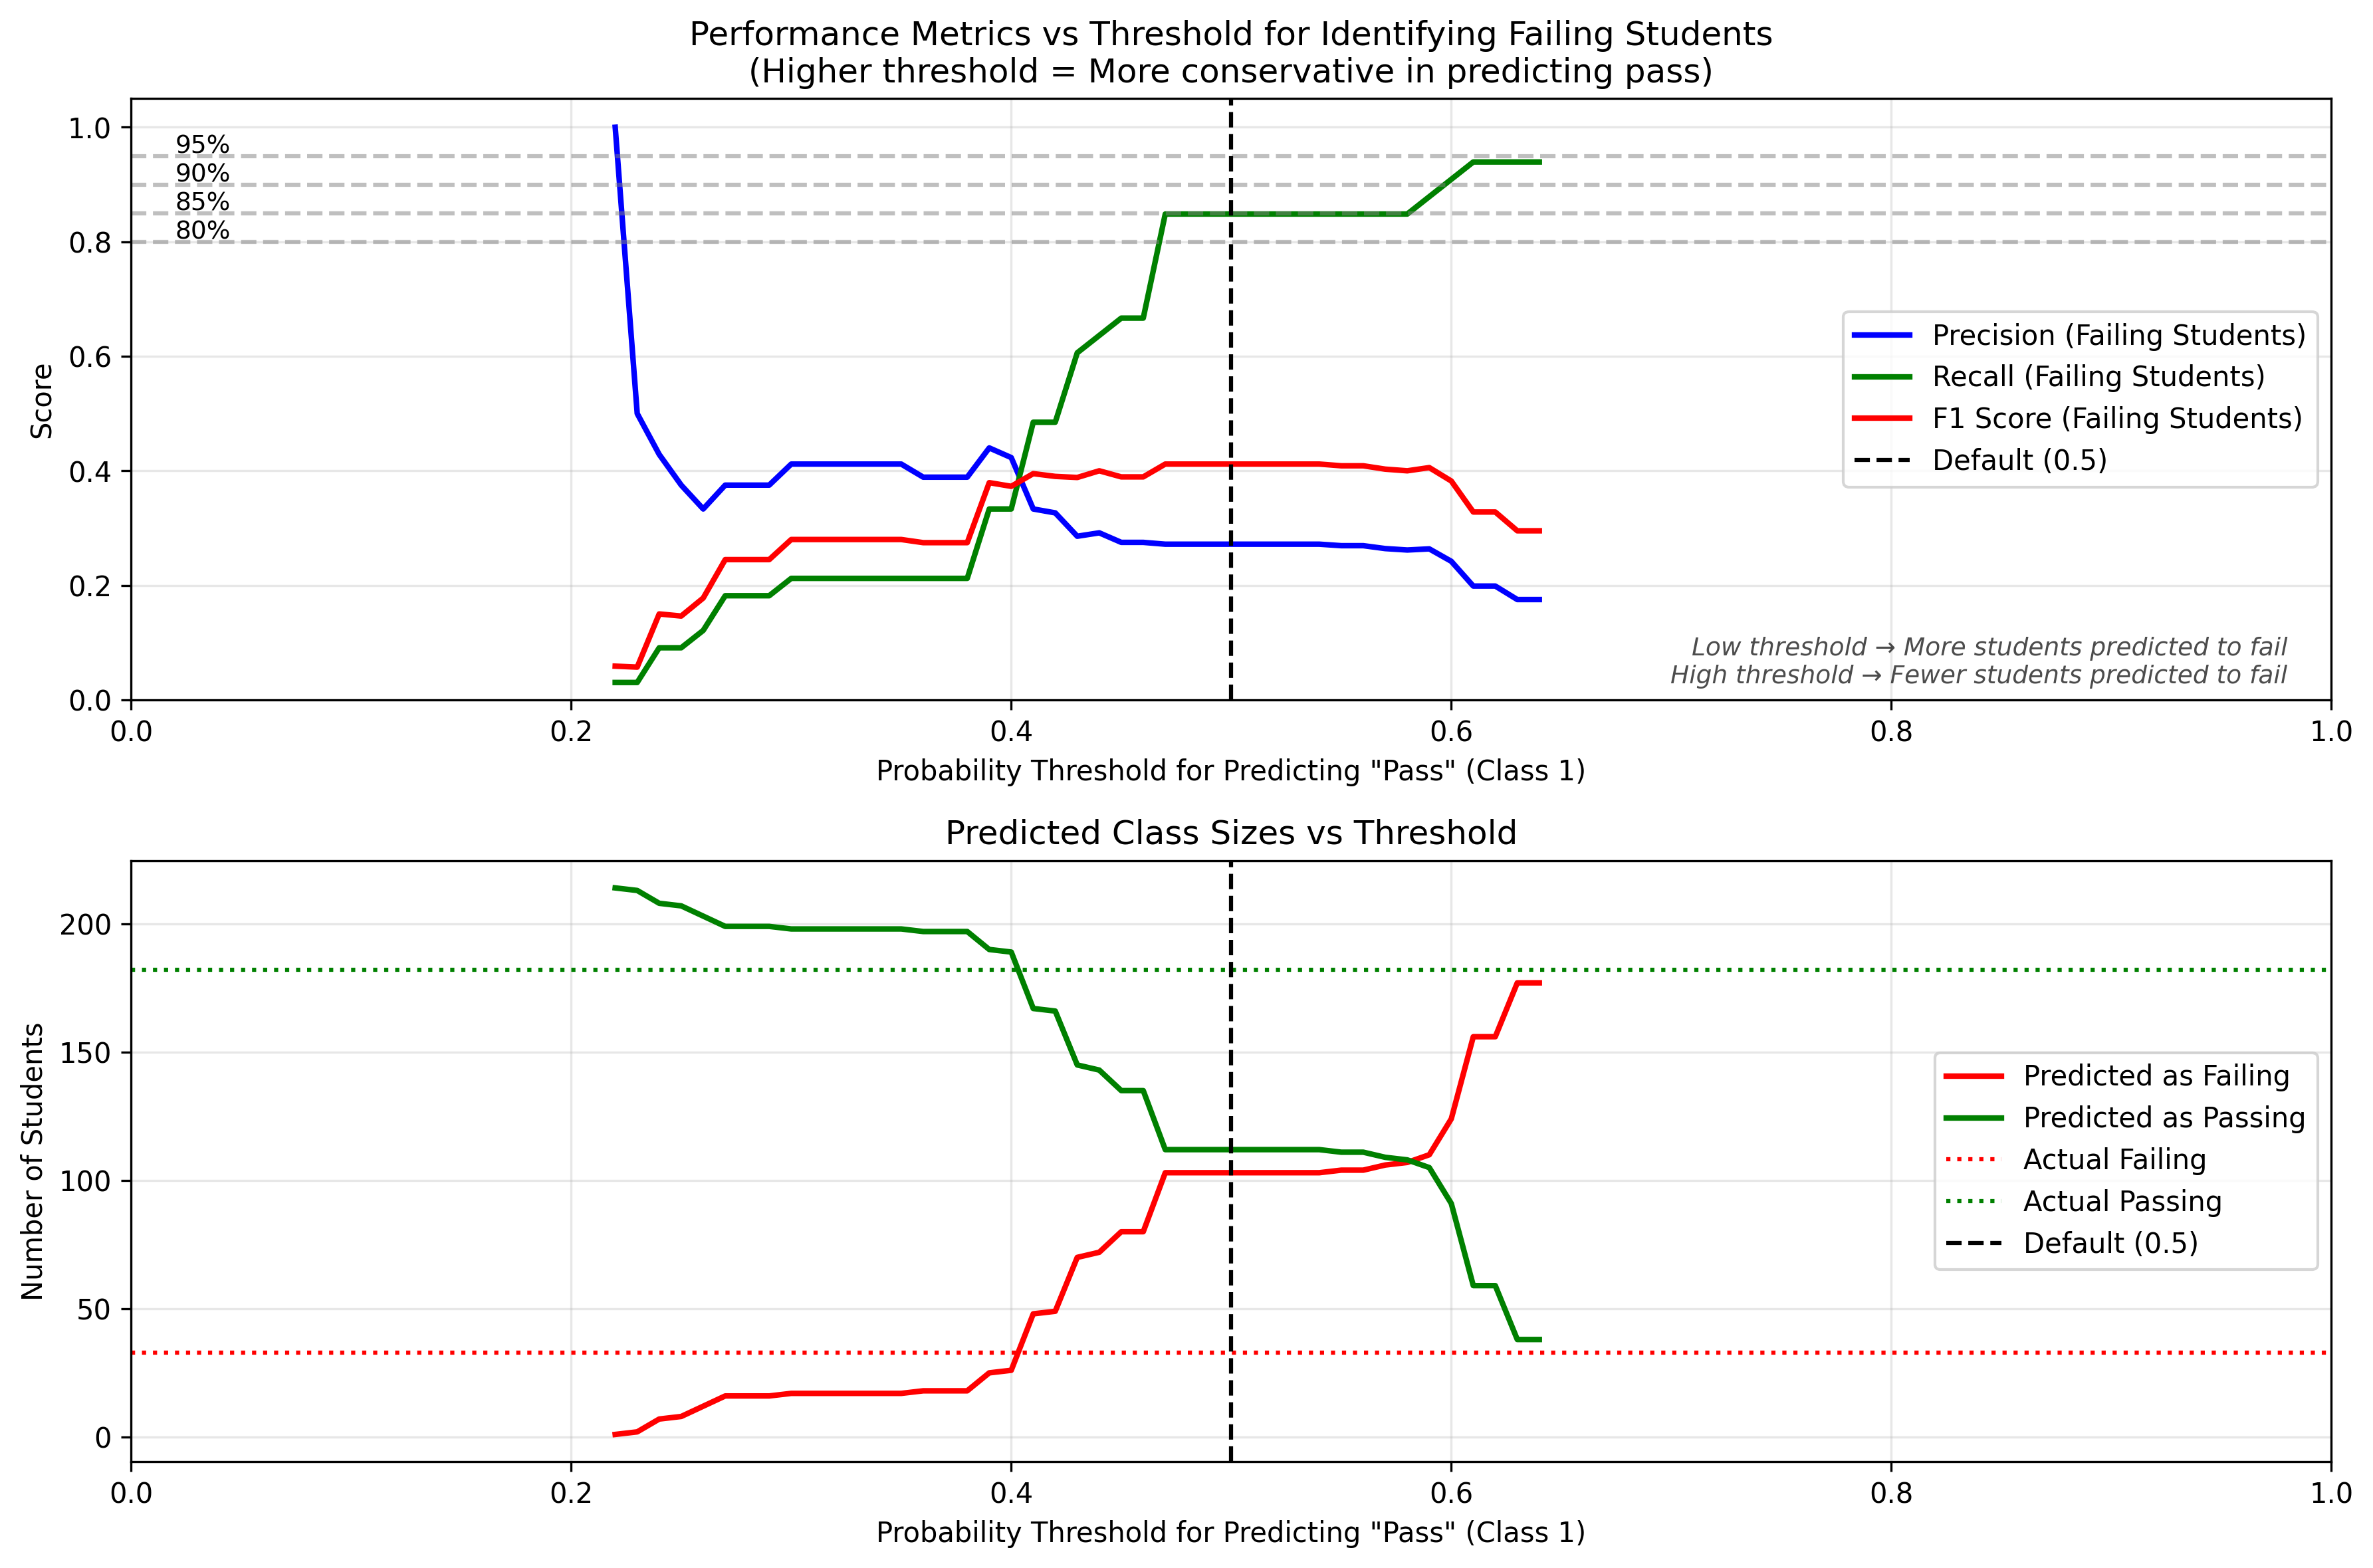 Performance Metrics vs Threshold for Identifying Failing Students
(Higher threshold = More conservative in predicting pass)
1.0
0.8
0.6
0.4
0.2
0.0
Score
95%
90%
85%
80%
Precision (Failing Students)
Recall (Failing Students)
F1 Score (Failing Students)
Default (0.5)
Low threshold → More students predicted to fail
High threshold → Fewer students predicted to fail
0.0 0.2 0.4 0.6 0.8 1.0
Probability Threshold for Predicting "Pass" (Class 1)
Predicted Class Sizes vs Threshold
200
150
100
50
0
Number of Students
Predicted as Failing
Predicted as Passing
Actual Failing
Actual Passing
Default (0.5)
0.0 0.2 0.4 0.6 0.8 1.0
Probability Threshold for Predicting "Pass" (Class 1)